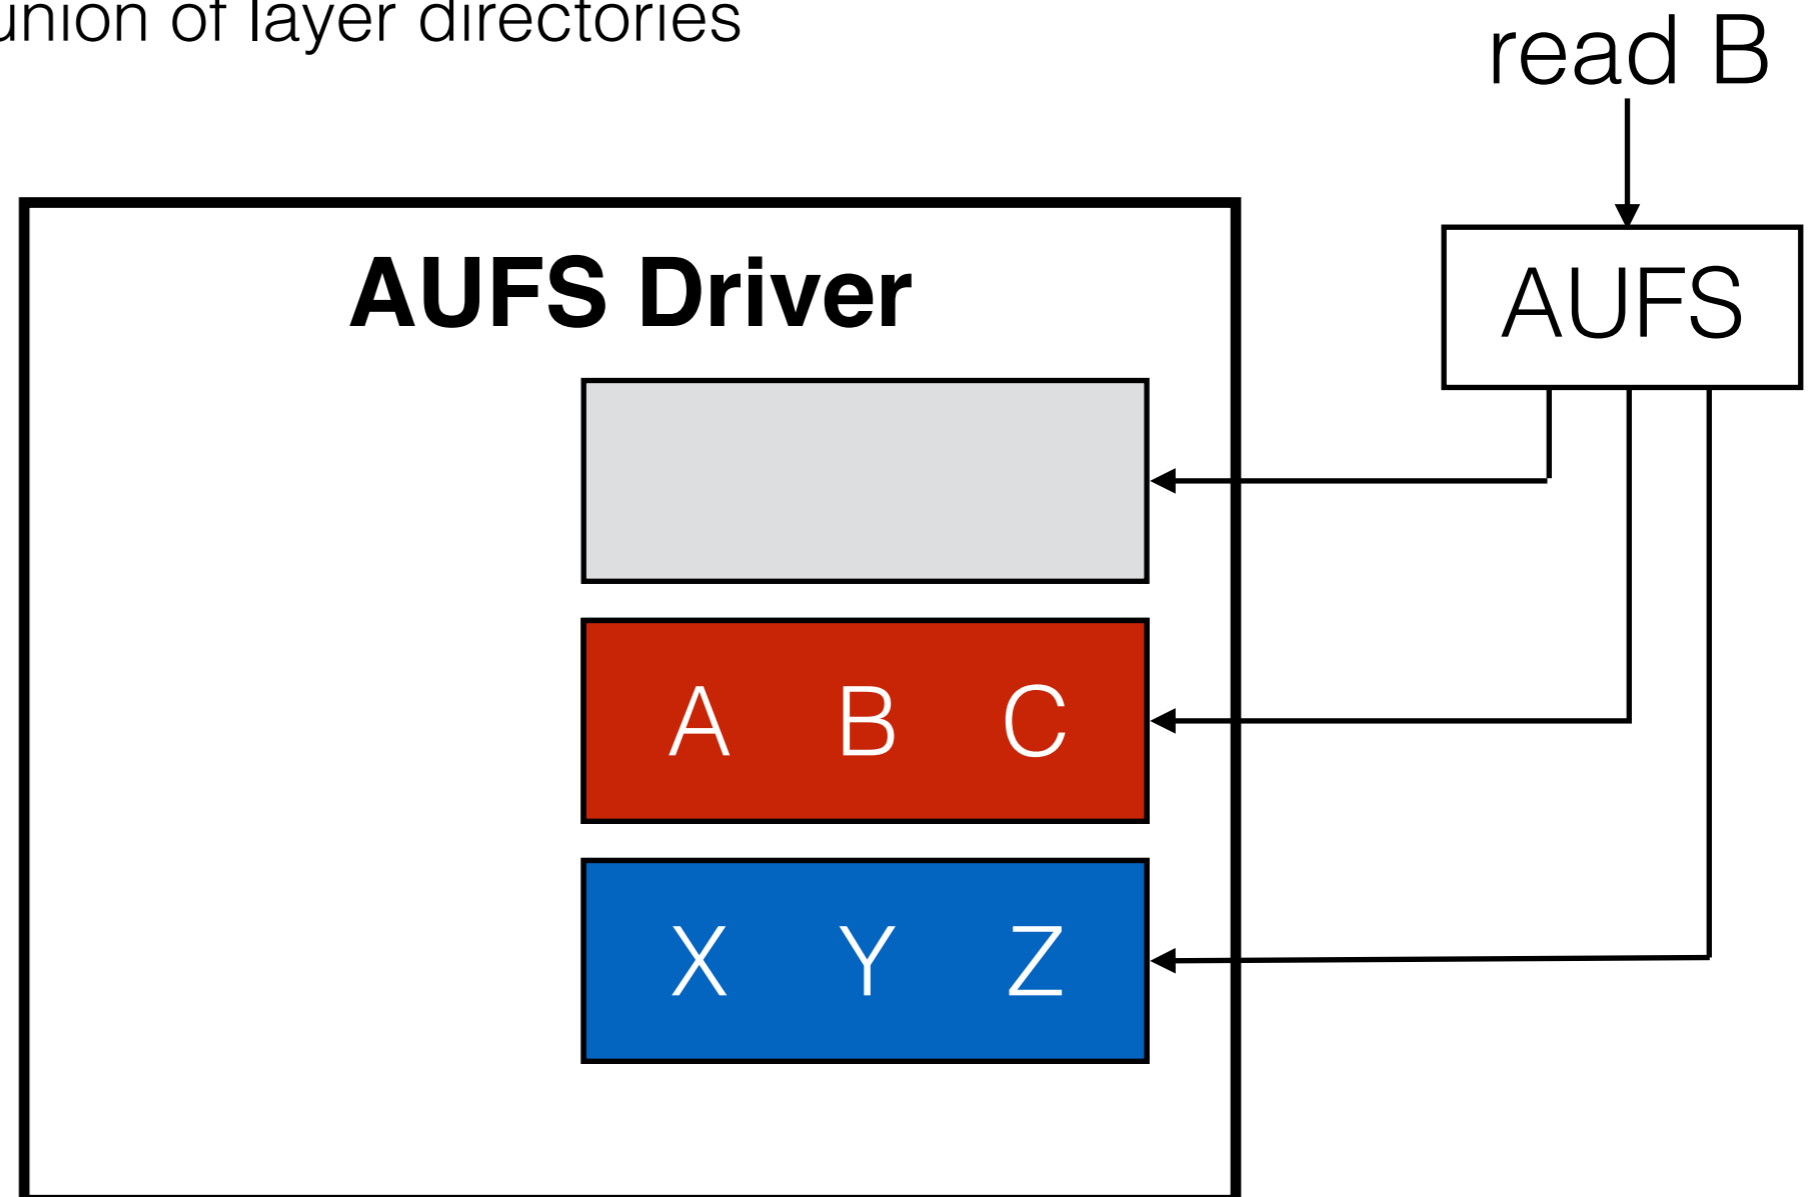 union of layer directories
read B
AUFS Driver
AUFS
A B C
X Y Z